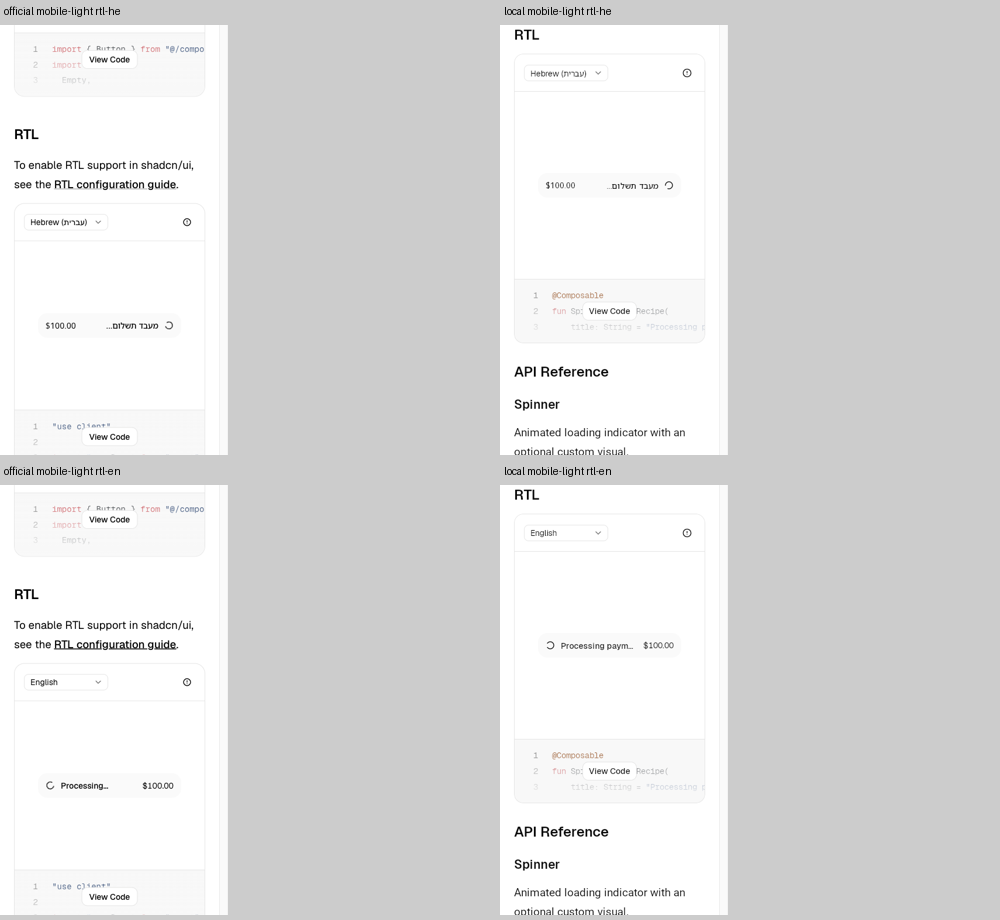 official mobile-light rtl-he
1 import { Button } from "@/compo
2 import
View Code
3 Empty,
RTL
To enable RTL support in shadcn/ui,
see the RTL configuration guide.
Hebrew (עברית)
$100.00 מעבד תשלום...
1 "use client"
2
View Code
local mobile-light rtl-he
RTL
Hebrew (עברית)
$100.00 מעבד תשלום...
1 @Composable
2 fun Sp Recipe(
View Code
3 title: String = "Processing p
API Reference
Spinner
Animated loading indicator with an
optional custom visual.
official mobile-light rtl-en
1 import { Button } from "@/compo
2 import
View Code
3 Empty,
RTL
To enable RTL support in shadcn/ui,
see the RTL configuration guide.
English
Processing... $100.00
1 "use client"
2
View Code
local mobile-light rtl-en
RTL
English
Processing paym... $100.00
1 @Composable
2 fun Sp Recipe(
View Code
3 title: String = "Processing p
API Reference
Spinner
Animated loading indicator with an
optional custom visual.